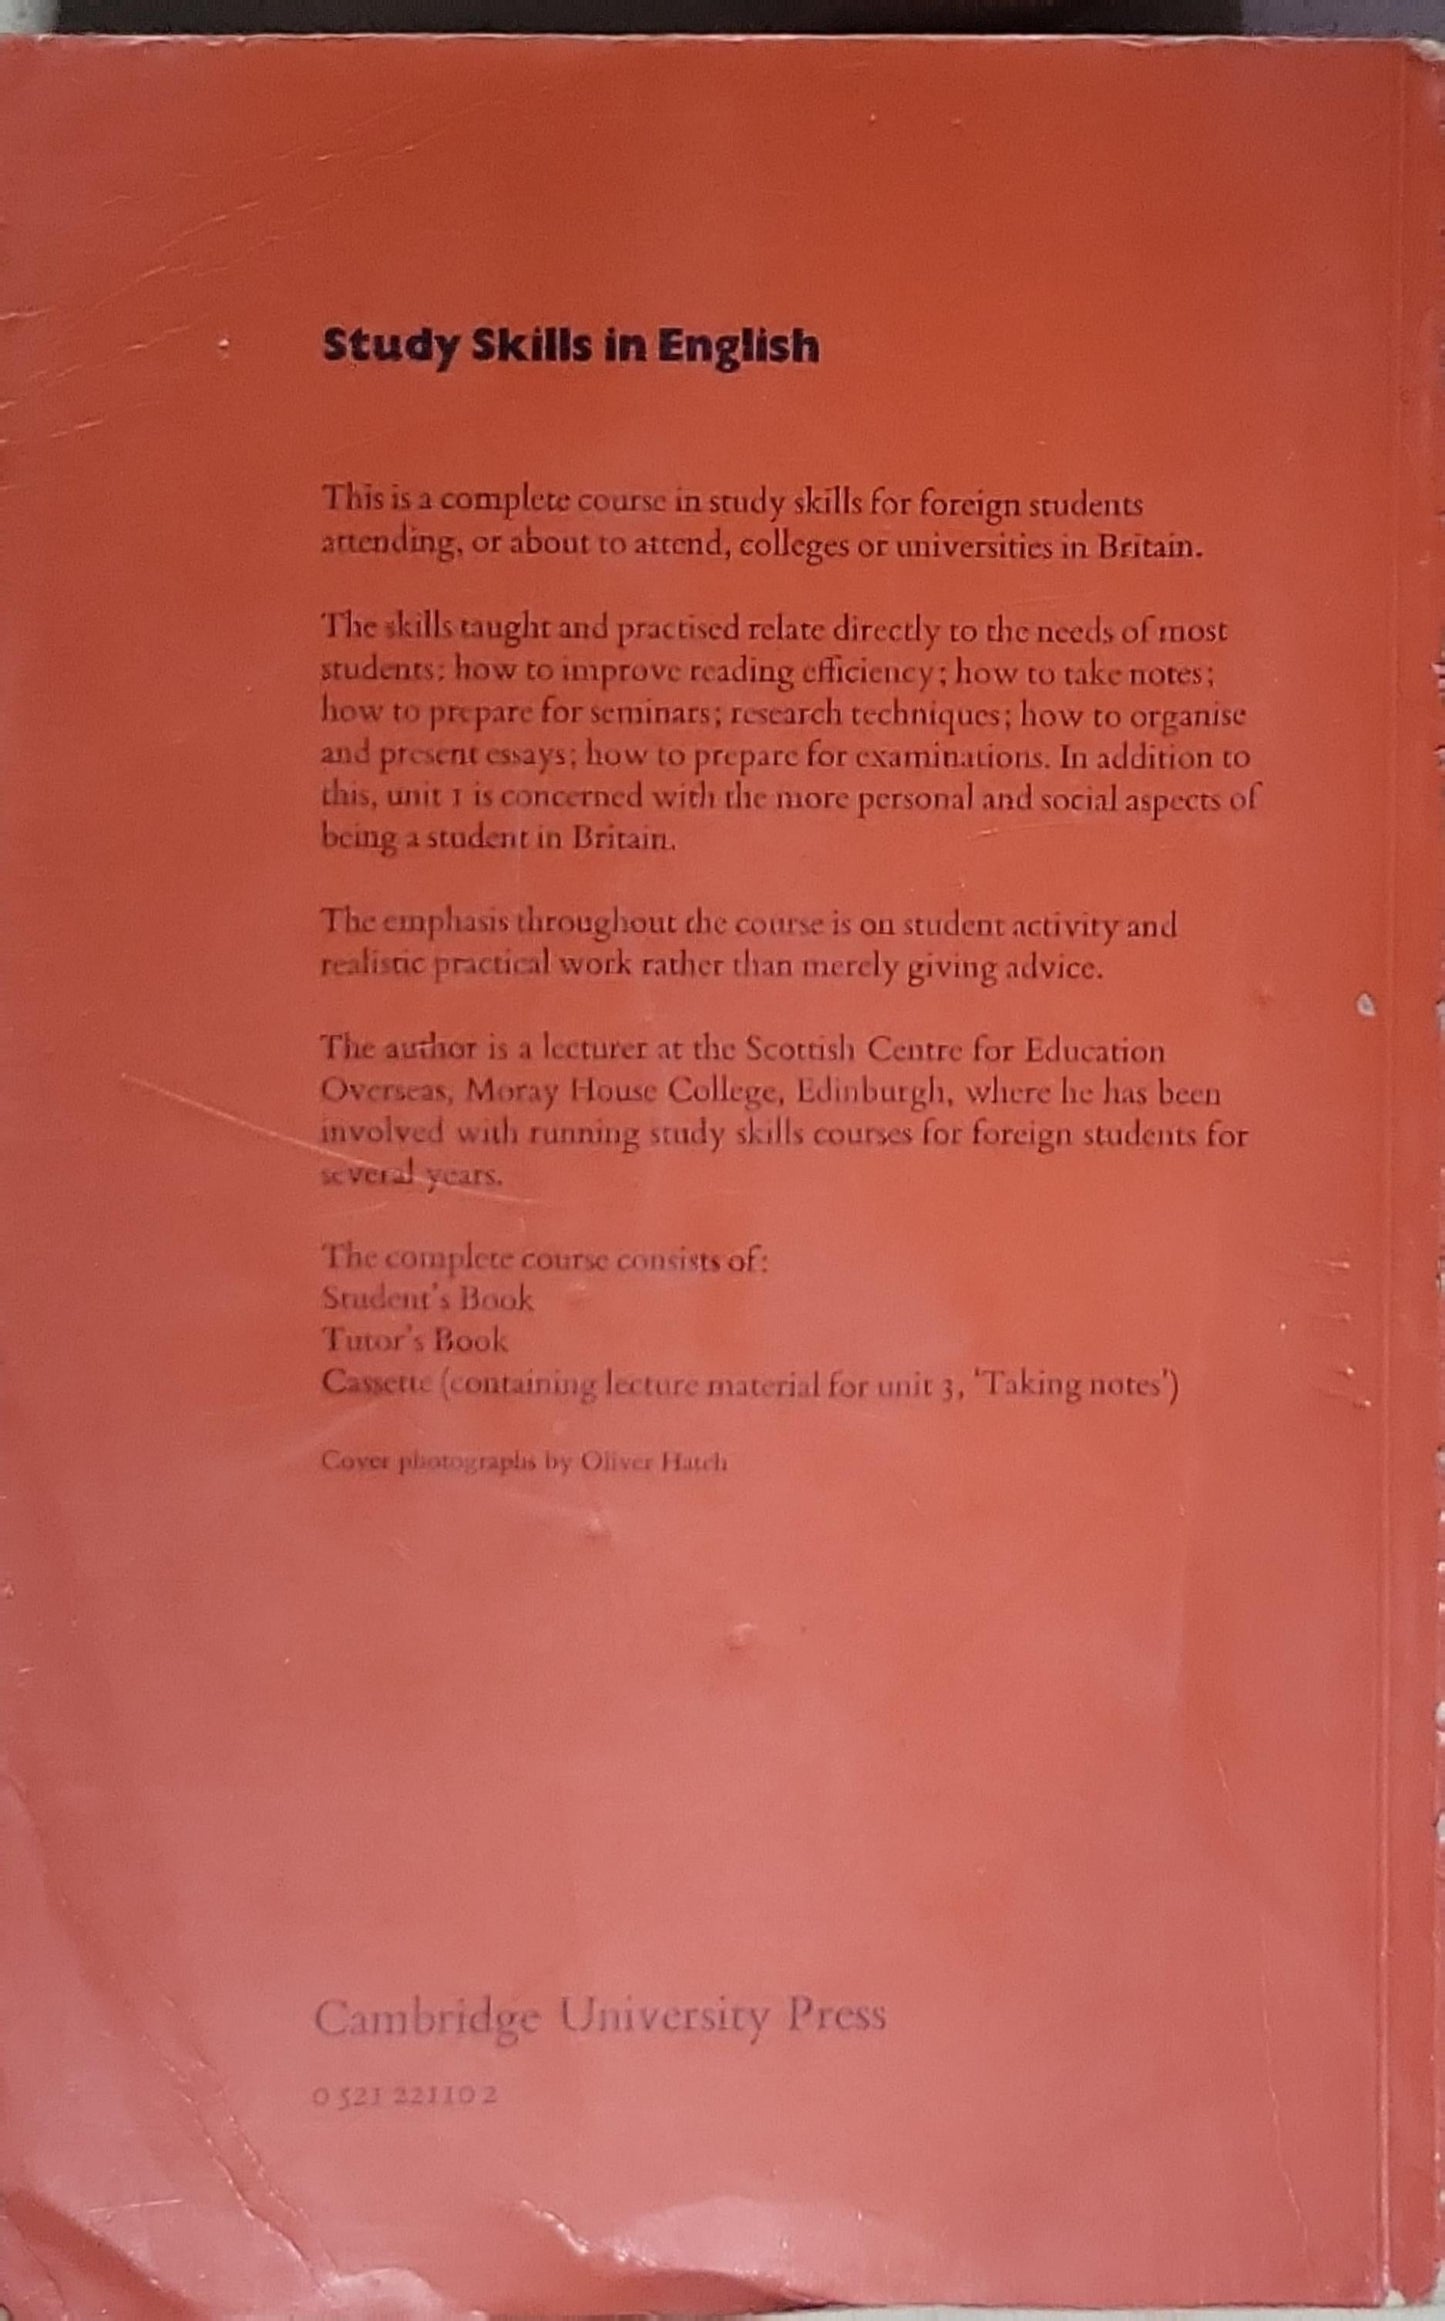 Study Skills in English
This is a complete course in study skills for foreign students
attending, or about to attend, colleges or universities in Britain.
The skills taught and practised relate directly to the needs of most
students: how to improve reading efficiency; how to take notes;
how to prepare for seminars; research techniques; how to organise
and present essays; how to prepare for examinations. In addition to
this, unit 1 is concerned with the more personal and social aspects of
being a student in Britain.
The emphasis throughout the course is on student activity and
realistic practical work rather than merely giving advice.
The author is a lecturer at the Scottish Centre for Education
Overseas, Moray House College, Edinburgh, where he has been
involved with running study skills courses for foreign students for
several years.
The complete course consists of:
Student's Book
Tutor's Book
Cassette (containing lecture material for unit 3, 'Taking notes')
Cover photographs by Oliver Hatch
Cambridge University Press
0 521 22110 2